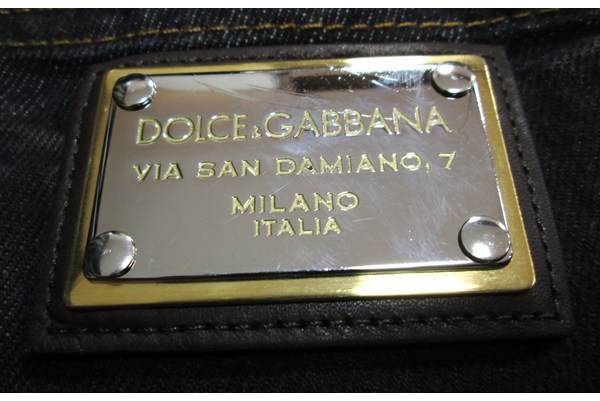 DOLCE&GABBANA
VIA SAN DAMIANO, 7
MILANO
ITALIA